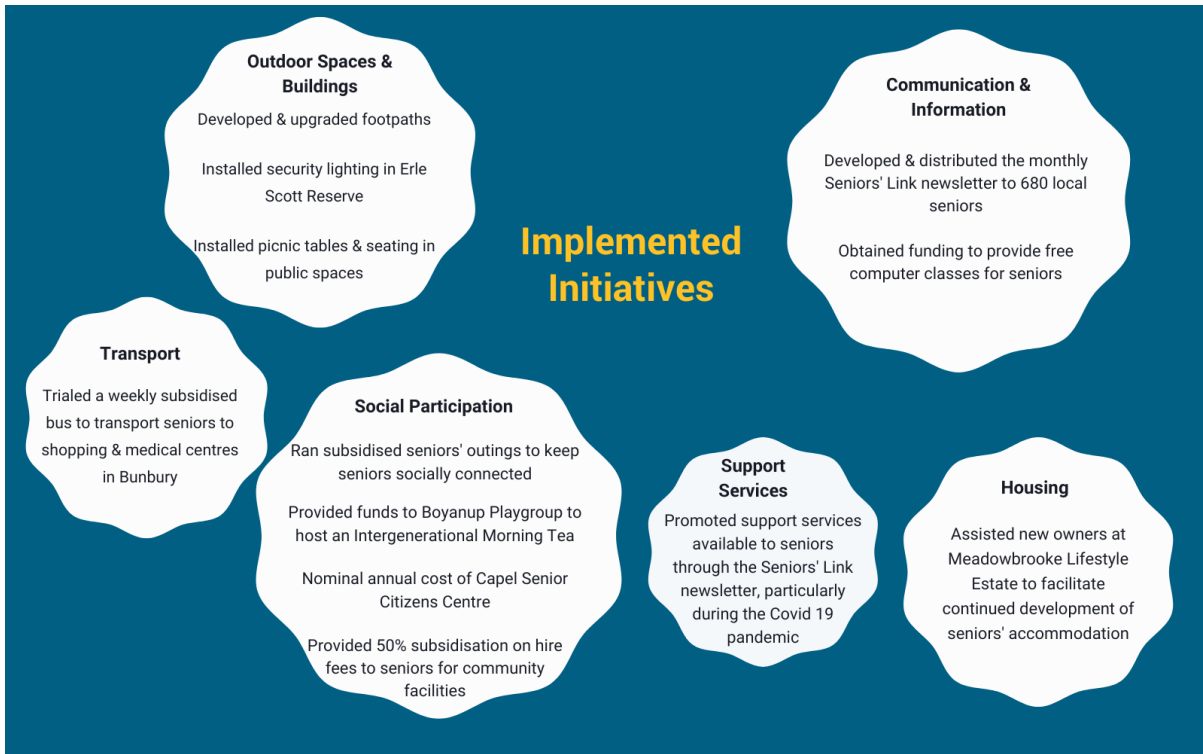 Outdoor Spaces &
Buildings
Developed & upgraded footpaths
Installed security lighting in Erle
Scott Reserve
Installed picnic tables & seating in
public spaces
Communication &
Information
Developed & distributed the monthly
Seniors' Link newsletter to 680 local
seniors
Obtained funding to provide free
computer classes for seniors
Implemented
Initiatives
Transport
Trialed a weekly subsidised
bus to transport seniors to
shopping & medical centres
in Bunbury
Social Participation
Ran subsidised seniors' outings to keep
seniors socially connected
Provided funds to Boyanup Playgroup to
host an Intergenerational Morning Tea
Nominal annual cost of Capel Senior
Citizens Centre
Provided 50% subsidisation on hire
fees to seniors for community
facilities
Support
Services
Promoted support services
available to seniors
through the Seniors' Link
newsletter, particularly
during the Covid 19
pandemic
Housing
Assisted new owners at
Meadowbrooke Lifestyle
Estate to facilitate
continued development of
seniors' accommodation